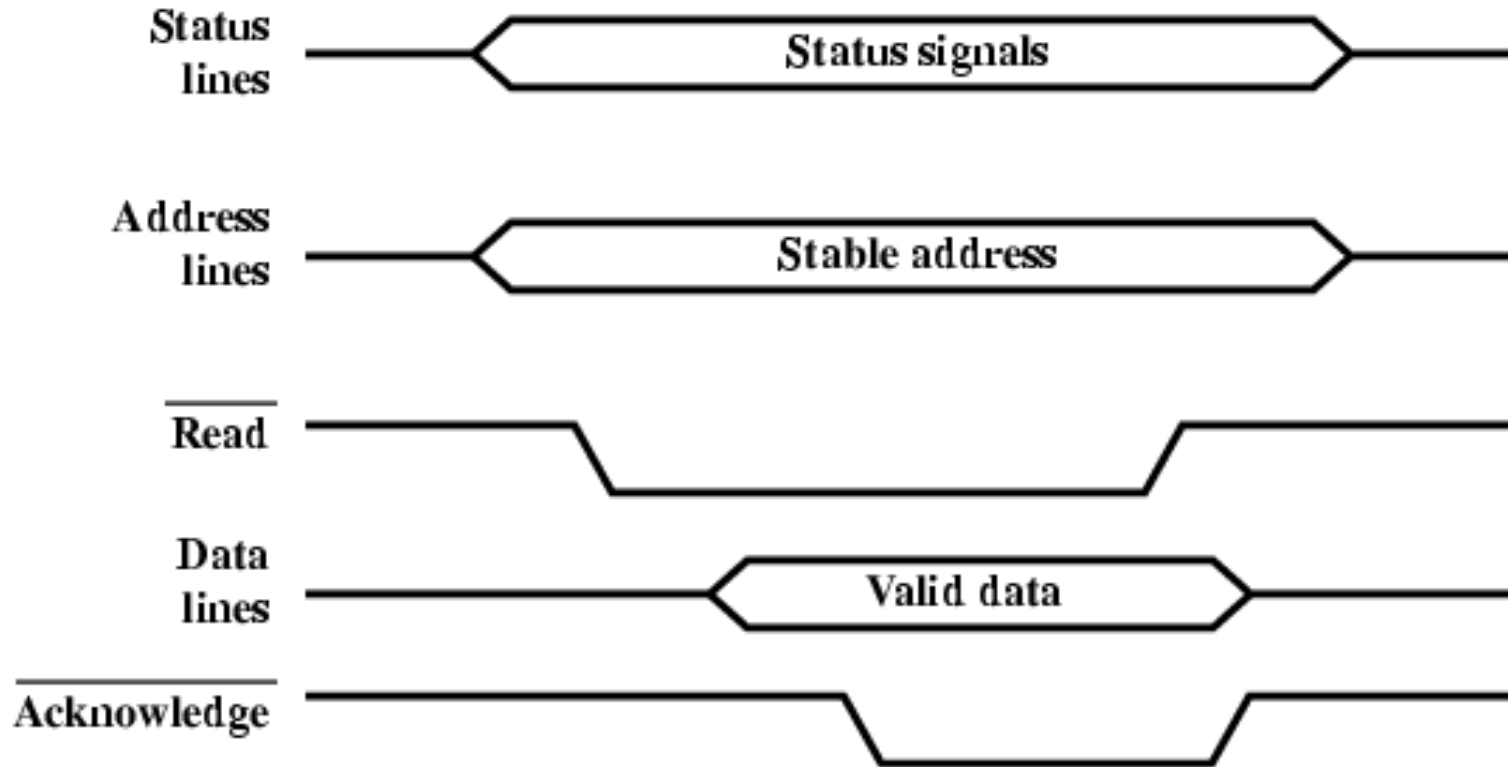 Status
lines
Status signals
Address
lines
Stable address
Read
Data
lines
Valid data
Acknowledge